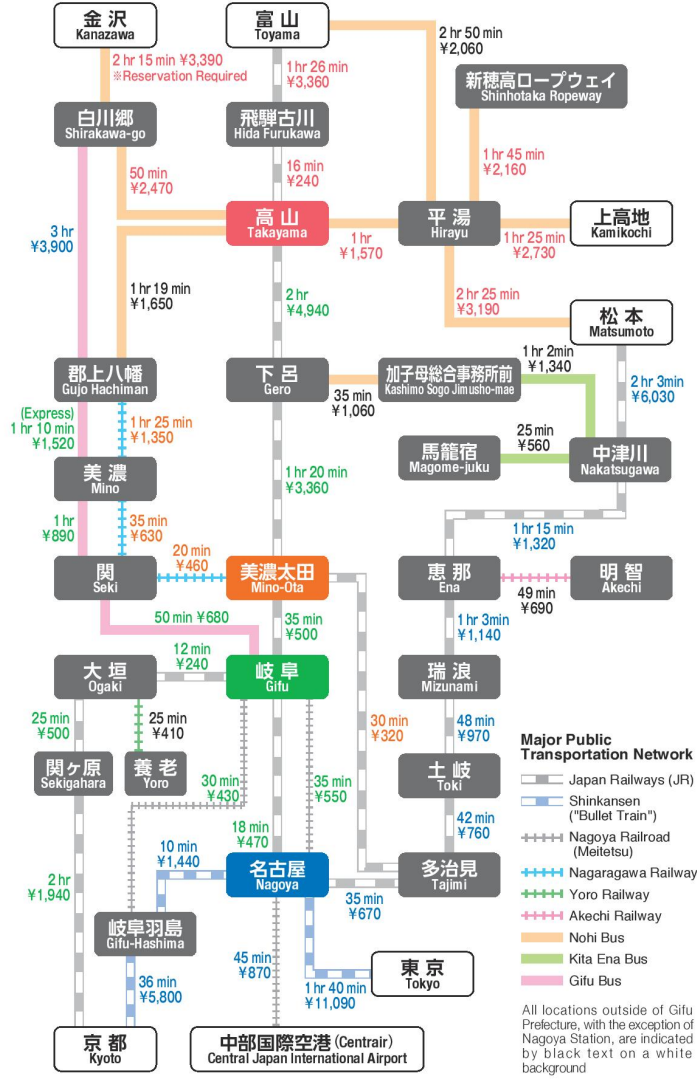 金沢
Kanazawa
富山
Toyama
2 hr 50 min
¥2,060
2 hr 15 min ¥3,390
※Reservation Required
1 hr 26 min
¥3,360
新穂高ロープウェイ
Shinhotaka Ropeway
白川郷
Shirakawa-go
飛騨古川
Hida Furukawa
50 min
¥2,470
16 min
¥240
1 hr 45 min
¥2,160
3 hr
¥3,900
高山
Takayama
1 hr
¥1,570
平湯
Hirayu
1 hr 25 min
¥2,730
上高地
Kamikochi
1 hr 19 min
¥1,650
2 hr
¥4,940
2 hr 25 min
¥3,190
松本
Matsumoto
郡上八幡
Gujo Hachiman
下呂
Gero
35 min
¥1,060
加子母総合事務所前
Kashimo Sogo Jimusho-mae
1 hr 2min
¥1,340
2 hr 3min
¥6,030
(Express)
1 hr 10 min
¥1,520
1 hr 25 min
¥1,350
25 min
¥560
馬籠宿
Magome-juku
中津川
Nakatsugawa
美濃
Mino
1 hr 20 min
¥3,360
1 hr
¥890
35 min
¥630
1 hr 15 min
¥1,320
関
Seki
20 min
¥460
美濃太田
Mino-Ota
恵那
Ena
49 min
¥690
明智
Akechi
50 min ¥680
35 min
¥500
1 hr 3min
¥1,140
12 min
¥240
大垣
Ogaki
岐阜
Gifu
瑞浪
Mizunami
25 min
¥500
25 min
¥410
30 min
¥320
48 min
¥970
関ヶ原
Sekigahara
養老
Yoro
30 min
¥430
35 min
¥550
土岐
Toki
18 min
¥470
42 min
¥760
10 min
¥1,440
2 hr
¥1,940
名古屋
Nagoya
35 min
¥670
多治見
Tajimi
岐阜羽島
Gifu-Hashima
36 min
¥5,800
45 min
¥870
1 hr 40 min
¥11,090
東京
Tokyo
京都
Kyoto
中部国際空港 (Centrair)
Central Japan International Airport
Major Public
Transportation Network
Japan Railways (JR)
Shinkansen
("Bullet Train")
Nagoya Railroad
(Meitetsu)
Nagaragawa Railway
Yoro Railway
Akechi Railway
Nohi Bus
Kita Ena Bus
Gifu Bus
All locations outside of Gifu
Prefecture, with the exception of
Nagoya Station, are indicated
by black text on a white
background